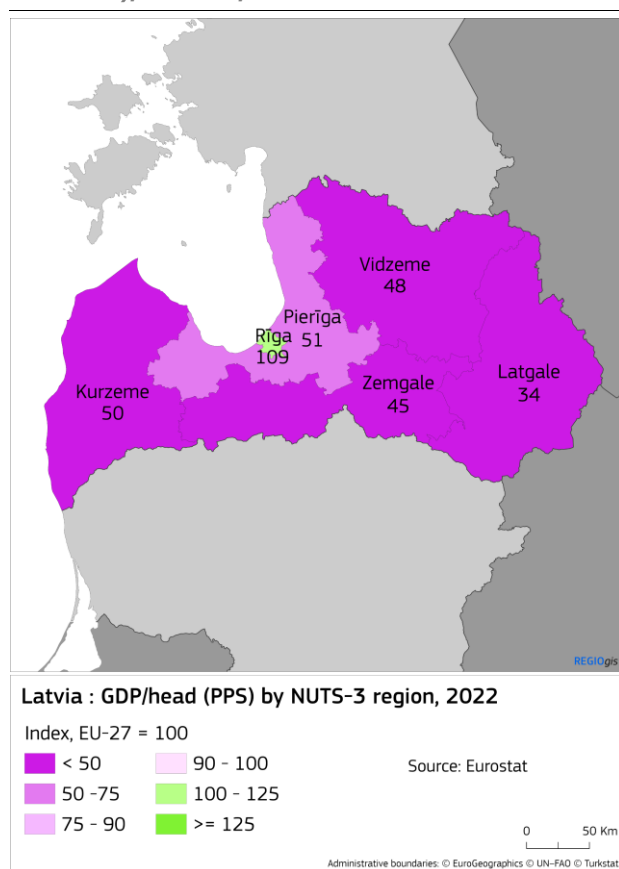 Vidzeme
48
Pierīga
51
Rīga
109
Kurzeme
50
Zemgale
45
Latgale
34
REGIOgis
Latvia : GDP/head (PPS) by NUTS-3 region, 2022
Index, EU-27 = 100
< 50
90 - 100
50 -75
100 - 125
75 - 90
>= 125
Source: Eurostat
0 50 Km
Administrative boundaries: © EuroGeographics © UN-FAO © Turkstat